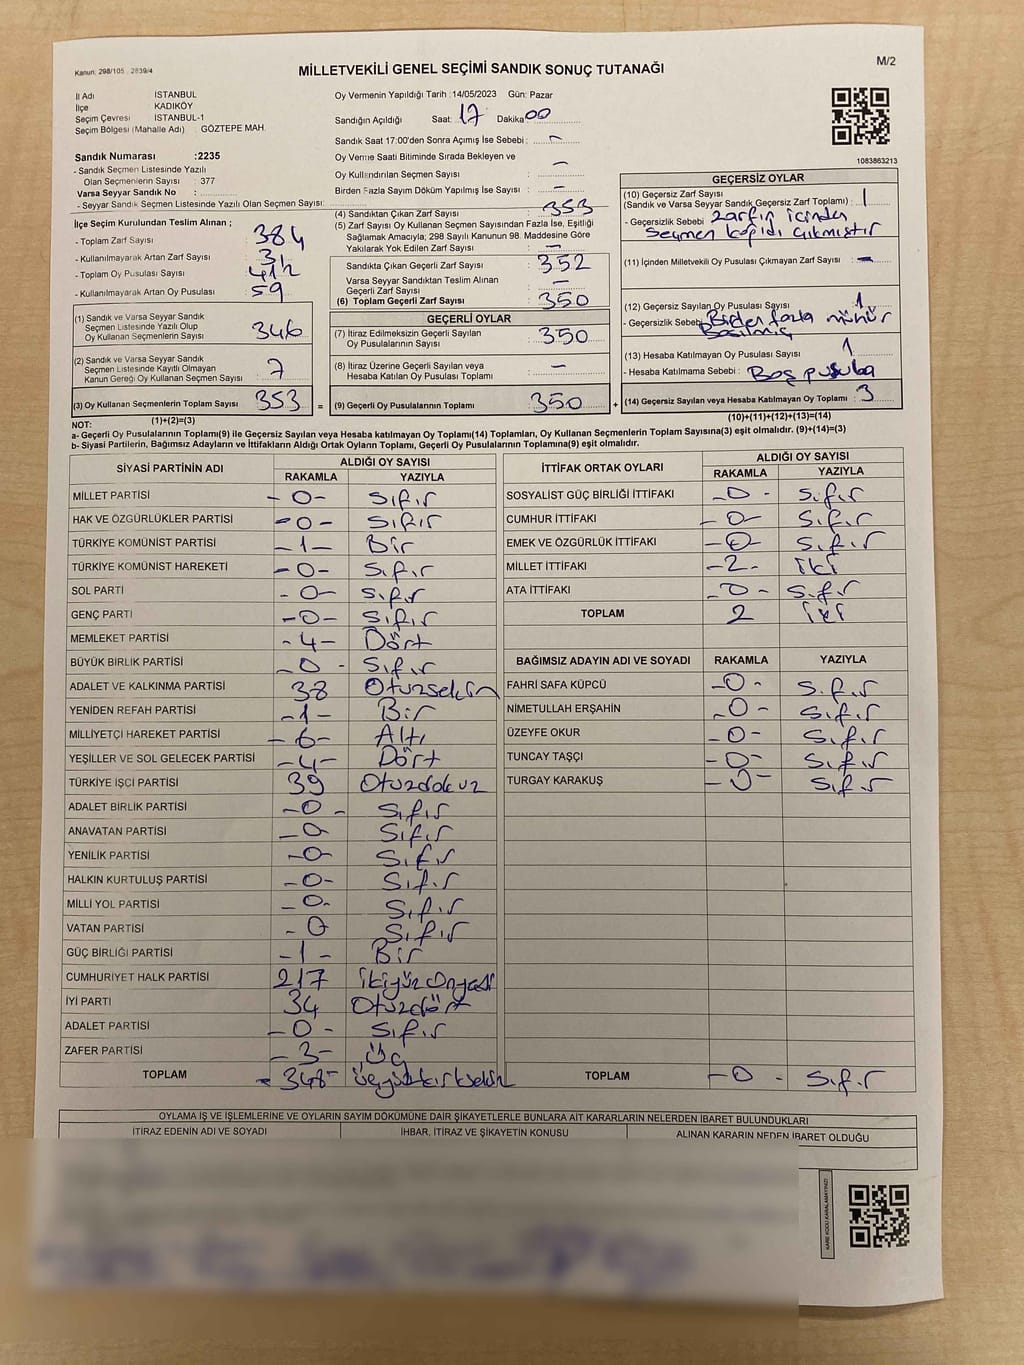 Kanun: 298/105 , 2839/4
M/2
MİLLETVEKİLİ GENEL SEÇİMİ SANDIK SONUÇ TUTANAĞI
İl Adı İSTANBUL
İlçe KADIKÖY
Seçim Çevresi İSTANBUL-1
Seçim Bölgesi (Mahalle Adı) : GÖZTEPE MAH.
Sandık Numarası :2235
- Sandık Seçmen Listesinde Yazılı
Olan Seçmenlerin Sayısı : 377
Varsa Seyyar Sandık No :
- Seyyar Sandık Seçmen Listesinde Yazılı Olan Seçmen Sayısı:
Oy Vermenin Yapıldığı Tarih :14/05/2023 Gün: Pazar
Sandığın Açıldığı Saat: 17 Dakika: 00
Sandık Saat 17:00'den Sonra Açımış İse Sebebi : -
Oy Verme Saati Bitiminde Sırada Bekleyen ve
Oy Kullandırılan Seçmen Sayısı : -
Birden Fazla Sayım Döküm Yapılmış İse Sayısı : -
1083863213
İlçe Seçim Kurulundan Teslim Alınan ;
- Toplam Zarf Sayısı : 384
- Kullanılmayarak Artan Zarf Sayısı : 31
- Toplam Oy Pusulası Sayısı : 412
- Kullanılmayarak Artan Oy Pusulası : 59
(1) Sandık ve Varsa Seyyar Sandık
Seçmen Listesinde Yazılı Olup
Oy Kullanan Seçmenlerin Sayısı : 346
(2) Sandık ve Varsa Seyyar Sandık
Seçmen Listesinde Kayıtlı Olmayan
Kanun Gereği Oy Kullanan Seçmen Sayısı : 7
(3) Oy Kullanan Seçmenlerin Toplam Sayısı : 353 =
(1)+(2)=(3)
(4) Sandıktan Çıkan Zarf Sayısı : 353
(5) Zarf Sayısı Oy Kullanan Seçmen Sayısından Fazla İse, Eşitliği
Sağlamak Amacıyla, 298 Sayılı Kanunun 98. Maddesine Göre
Yakılarak Yok Edilen Zarf Sayısı : -
Sandıkta Çıkan Geçerli Zarf Sayısı : 352
Varsa Seyyar Sandıktan Teslim Alınan
Geçerli Zarf Sayısı : -
(6) Toplam Geçerli Zarf Sayısı : 350
GEÇERLİ OYLAR
(7) İtiraz Edilmeksizin Geçerli Sayılan
Oy Pusulalarının Sayısı : 350
(8) İtiraz Üzerine Geçerli Sayılan veya
Hesaba Katılan Oy Pusulası Toplamı : -
(9) Geçerli Oy Pusulalarının Toplamı : 350 +
GEÇERSİZ OYLAR
(10) Geçersiz Zarf Sayısı
(Sandık ve Varsa Seyyar Sandık Geçersiz Zarf Toplamı) : 1
- Geçersizlik Sebebi : zarfın içinden
Seçmen kağıdı çıkmıştır
(11) İçinden Milletvekili Oy Pusulası Çıkmayan Zarf Sayısı : -
(12) Geçersiz Sayılan Oy Pusulası Sayısı : 1
- Geçersizlik Sebebi : Birden fazla mühür
Basılmış
(13) Hesaba Katılmayan Oy Pusulası Sayısı : 1
- Hesaba Katılmama Sebebi : Boş pusula
(14) Geçersiz Sayılan veya Hesaba Katılmayan Oy Toplamı : 3
(10)+(11)+(12)+(13)=(14)
NOT:
a- Geçerli Oy Pusulalarının Toplamı(9) ile Geçersiz Sayılan veya Hesaba katılmayan Oy Toplamı(14) Toplamları, Oy Kullanan Seçmenlerin Toplam Sayısına(3) eşit olmalıdır. (9)+(14)=(3)
b- Siyasi Partilerin, Bağımsız Adayların ve İttifakların Aldığı Ortak Oyların Toplamı, Geçerli Oy Pusulalarının Toplamına(9) eşit olmalıdır.
SİYASİ PARTİNİN ADI ALDIĞI OY SAYISI
RAKAMLA YAZIYLA
MİLLET PARTİSİ -0- Sıfır
HAK VE ÖZGÜRLÜKLER PARTİSİ -0- Sıfır
TÜRKİYE KOMÜNİST PARTİSİ -1- Bir
TÜRKİYE KOMÜNİST HAREKETİ -0- Sıfır
SOL PARTİ -0- Sıfır
GENÇ PARTİ -0- Sıfır
MEMLEKET PARTİSİ -4- Dört
BÜYÜK BİRLİK PARTİSİ -0- Sıfır
ADALET VE KALKINMA PARTİSİ 38 Otuzsekiz
YENİDEN REFAH PARTİSİ -1- Bir
MİLLİYETÇİ HAREKET PARTİSİ -6- Altı
YEŞİLLER VE SOL GELECEK PARTİSİ -4- Dört
TÜRKİYE İŞÇİ PARTİSİ 39 Otuzdokuz
ADALET BİRLİK PARTİSİ -0- Sıfır
ANAVATAN PARTİSİ -0- Sıfır
YENİLİK PARTİSİ -0- Sıfır
HALKIN KURTULUŞ PARTİSİ -0- Sıfır
MİLLİ YOL PARTİSİ -0- Sıfır
VATAN PARTİSİ -0 Sıfır
GÜÇ BİRLİĞİ PARTİSİ -1- Bir
CUMHURİYET HALK PARTİSİ 217 ikiyüz Onyedi
İYİ PARTİ 34 Otuzdört
ADALET PARTİSİ -0- Sıfır
ZAFER PARTİSİ -3- Üç
TOPLAM -348- üçyüzkırksekiz
İTTİFAK ORTAK OYLARI ALDIĞI OY SAYISI
RAKAMLA YAZIYLA
SOSYALİST GÜÇ BİRLİĞİ İTTİFAKI -0- Sıfır
CUMHUR İTTİFAKI -0- Sıfır
EMEK VE ÖZGÜRLÜK İTTİFAKI -0- Sıfır
MİLLET İTTİFAKI -2- iki
ATA İTTİFAKI -0- Sıfır
TOPLAM 2 iki
BAĞIMSIZ ADAYIN ADI VE SOYADI RAKAMLA YAZIYLA
FAHRİ SAFA KÜPCÜ -0- Sıfır
NİMETULLAH ERŞAHİN -0- Sıfır
ÜZEYFE OKUR -0- Sıfır
TUNCAY TAŞÇI -0- Sıfır
TURGAY KARAKUŞ -0- Sıfır
TOPLAM -0- Sıfır
OYLAMA İŞ VE İŞLEMLERİNE VE OYLARIN SAYIM DÖKÜMÜNE DAİR ŞİKAYETLERLE BUNLARA AİT KARARLARIN NELERDEN İBARET BULUNDUKLARI
İTİRAZ EDENİN ADI VE SOYADI İHBAR, İTİRAZ VE ŞİKAYETİN KONUSU ALINAN KARARIN NEDEN İBARET OLDUĞU
KARE KODU KARALAMAYINIZ!